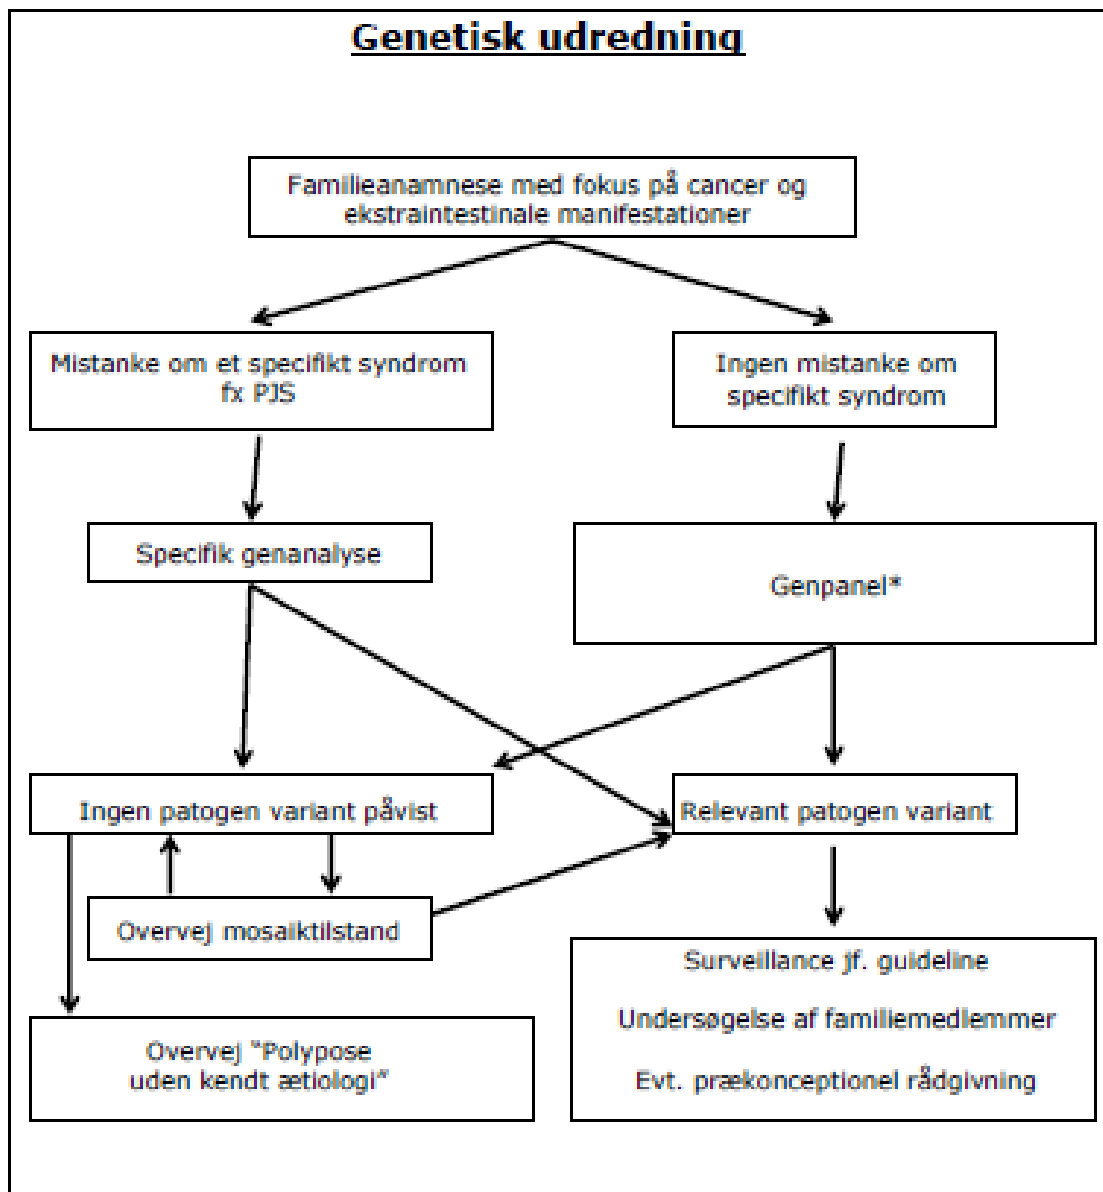 Genetisk udredning
Familieanamnese med fokus på cancer og
ekstraintestinale manifestationer
Mistanke om et specifikt syndrom
fx PJS
Ingen mistanke om
specifikt syndrom
Specifik genanalyse
Genpanel*
Ingen patogen variant påvist
Relevant patogen variant
Overvej mosaiktilstand
Surveillance jf. guideline
Undersøgelse af familiemedlemmer
Evt. prækonceptionel rådgivning
Overvej "Polypose
uden kendt ætiologi"